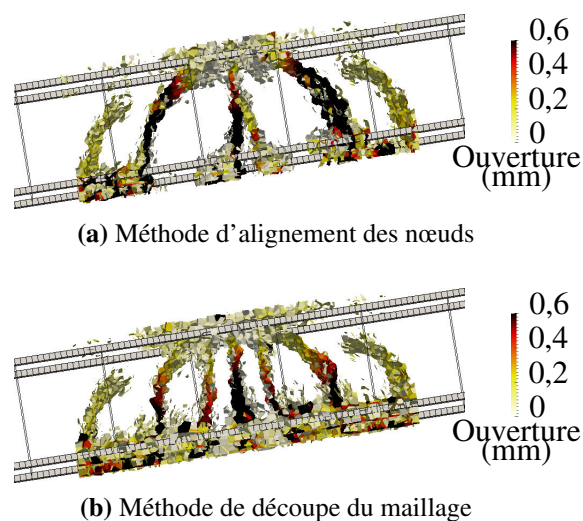 0,6
0,4
0,2
0
Ouverture
(mm)
(a) Méthode d'alignement des nœuds
0,6
0,4
0,2
0
Ouverture
(mm)
(b) Méthode de découpe du maillage